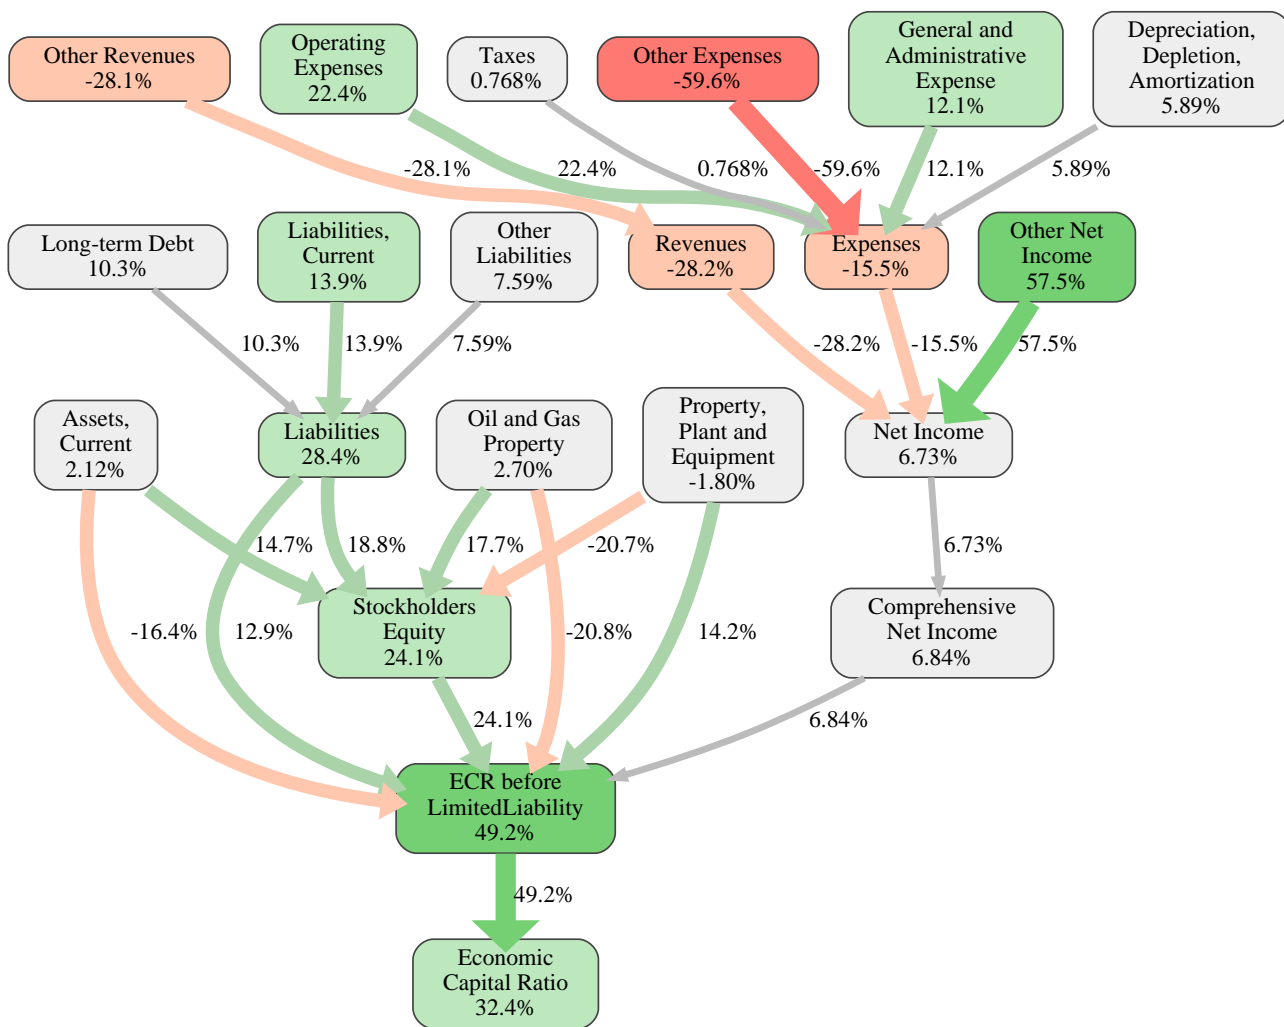 Other Revenues
-28.1%
Operating
Expenses
22.4%
Taxes
0.768%
Other Expenses
-59.6%
General and
Administrative
Expense
12.1%
Depreciation,
Depletion,
Amortization
5.89%
-28.1%
22.4%
0.768%
-59.6%
12.1%
5.89%
Long-term Debt
10.3%
Liabilities,
Current
13.9%
Other
Liabilities
7.59%
Revenues
-28.2%
Expenses
-15.5%
Other Net
Income
57.5%
10.3%
13.9%
7.59%
-28.2%
-15.5%
57.5%
Assets,
Current
2.12%
Liabilities
28.4%
Oil and Gas
Property
2.70%
Property,
Plant and
Equipment
-1.80%
Net Income
6.73%
14.7%
18.8%
17.7%
-20.7%
6.73%
Stockholders
Equity
24.1%
Comprehensive
Net Income
6.84%
-16.4%
12.9%
-20.8%
14.2%
24.1%
6.84%
ECR before
LimitedLiability
49.2%
49.2%
Economic
Capital Ratio
32.4%